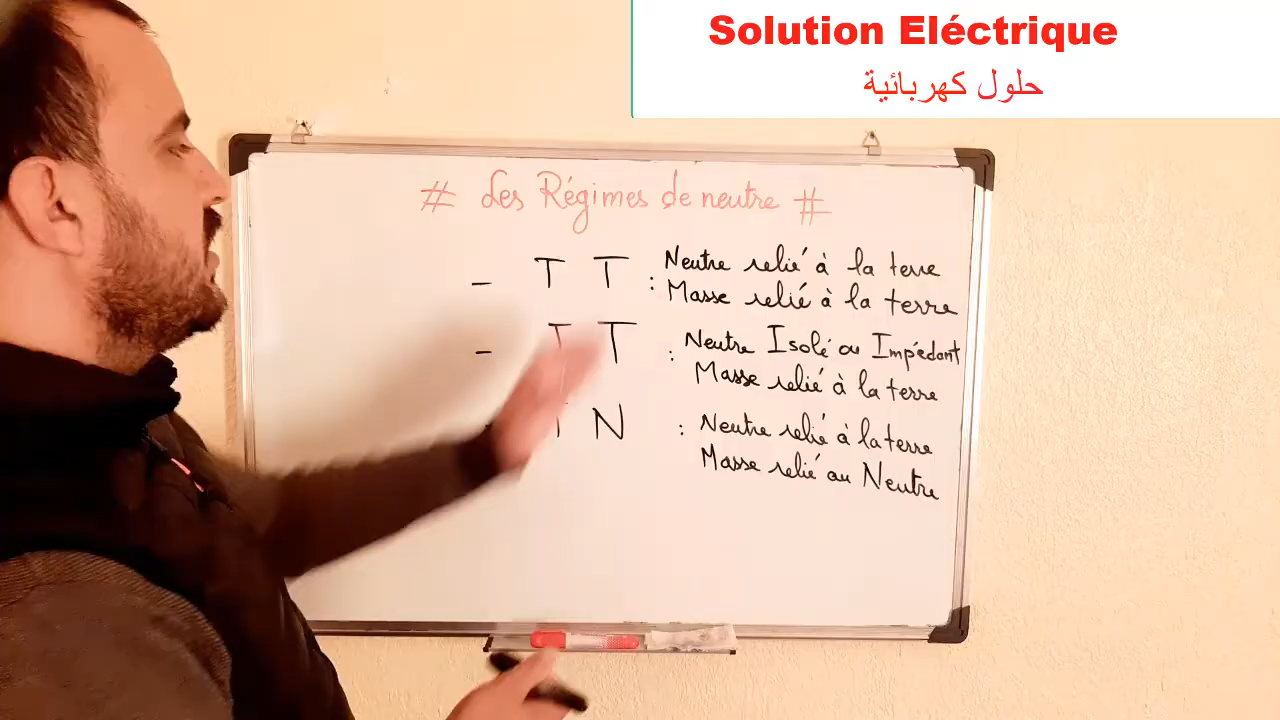 Solution Eléctrique
حلول كهربائية
# Les Régimes de neutre #
- T T : Neutre relié à la terre
Masse relié à la terre
- T : Neutre Isolé ou Impédant
Masse relié à la terre
N : Neutre relié à la terre
Masse relié au Neutre